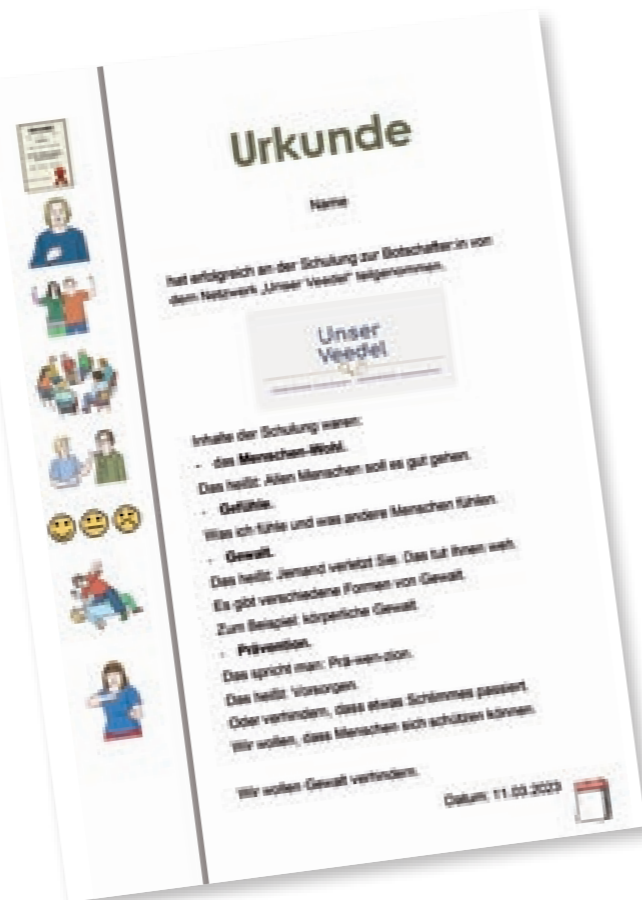 Urkunde
Name
hat erfolgreich an der Schulung zur Botschafter:in von
dem Netzwerk „Unser Veedel“ teilgenommen.
Unser
Veedel
Inhalte der Schulung waren:
- das Menschen-Wohl.
Das heißt: Allen Menschen soll es gut gehen.
- Gefühle.
Was ich fühle und was andere Menschen fühlen.
- Gewalt.
Das heißt: Jemand verletzt Sie. Das tut Ihnen weh.
Es gibt verschiedene Formen von Gewalt.
Zum Beispiel: körperliche Gewalt.
- Prävention.
Das spricht man: Prä-wen-zion.
Das heißt: Vorsorgen.
Oder verhindern, dass etwas Schlimmes passiert.
Wir wollen, dass Menschen sich schützen können.
Wir wollen Gewalt verhindern.
Datum: 11.03.2023